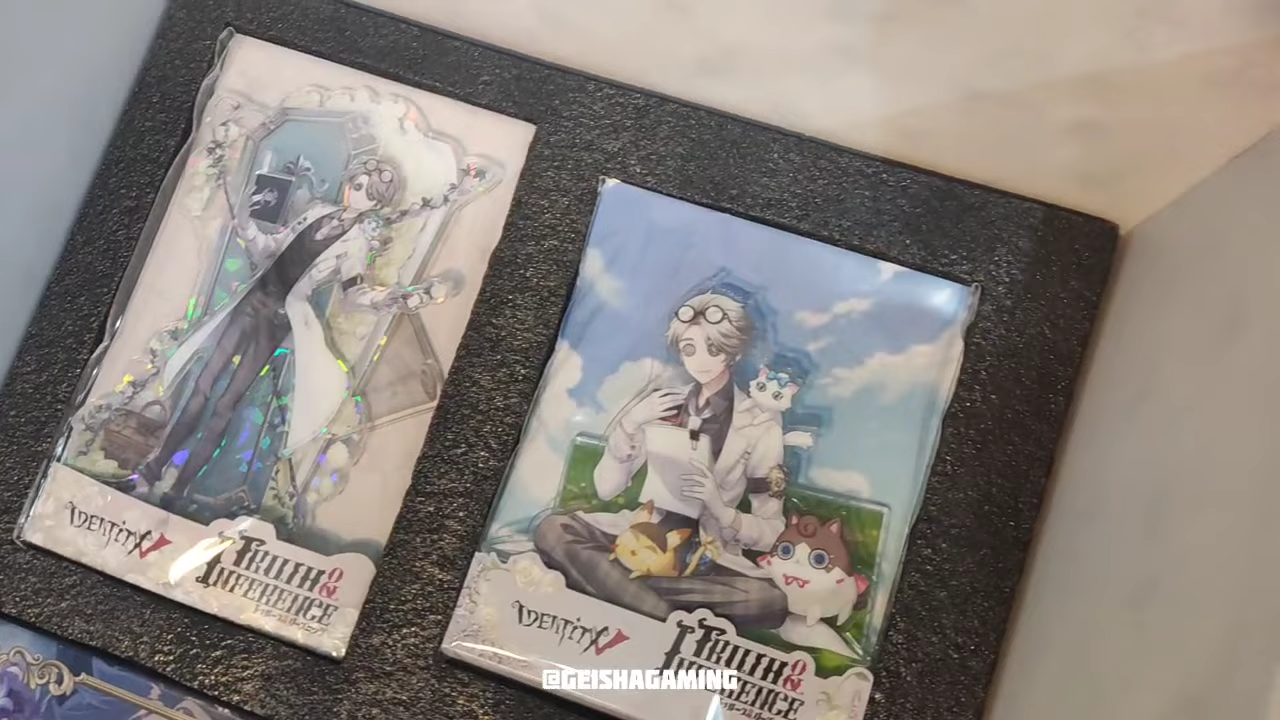 IDENTITY V
TRUTH &
INFERENCE
IDENTITY V
TRUTH &
INFERENCE
@GEISHAGAMING